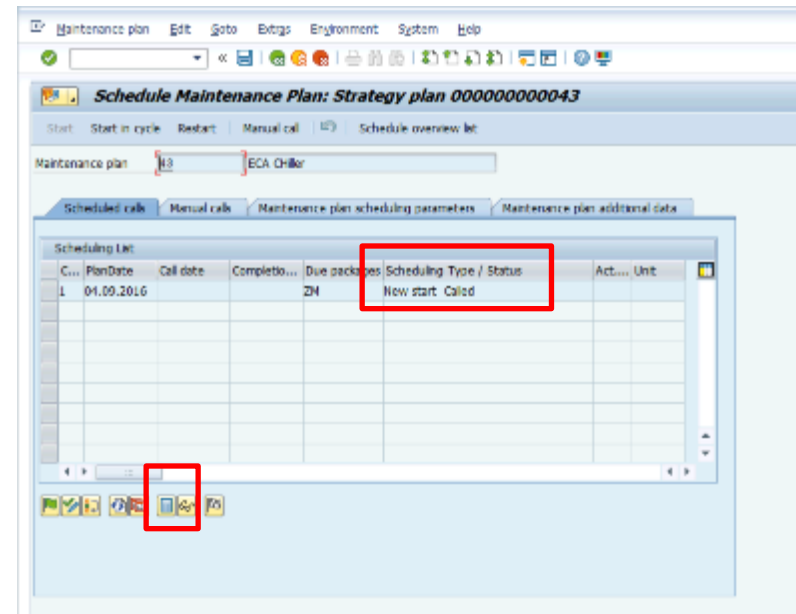 Maintenance plan Edit Goto Extras Environment System Help
Schedule Maintenance Plan: Strategy plan 000000000043
Start Start in cycle Restart Manual call Schedule overview list
Maintenance plan 43 ECA Chiller
Scheduled calls Manual calls Maintenance plan scheduling parameters Maintenance plan additional data
Scheduling List
C... PlanDate Call date Completio... Due packages Scheduling Type / Status Act.... Unit
1 04.09.2016 ZM New start Called